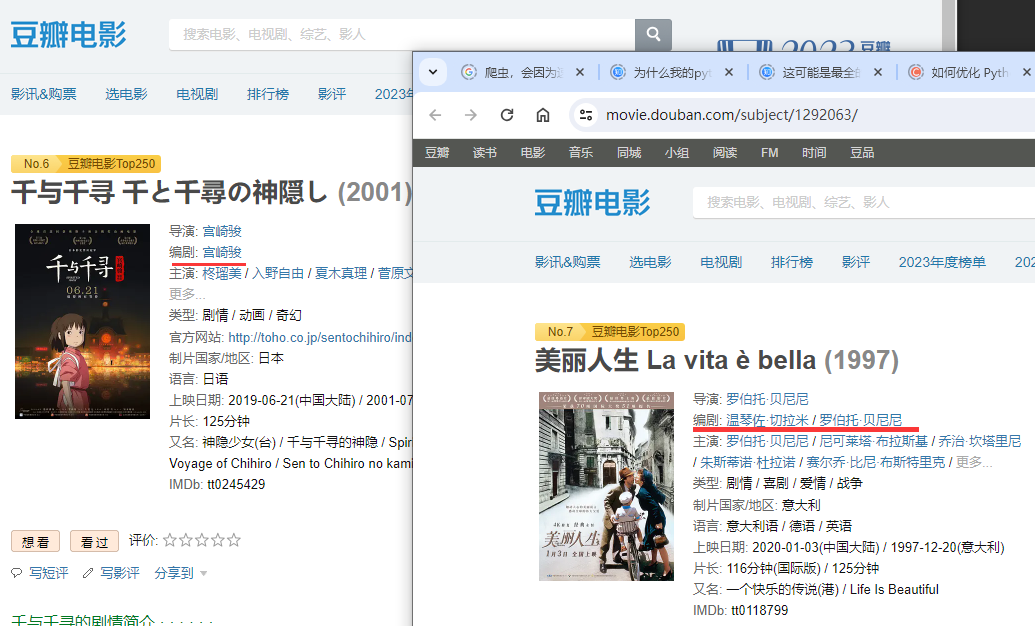 豆瓣电影
搜索电影、电视剧、综艺、影人
影讯&购票 选电影 电视剧 排行榜 影评 2023年
No.6 豆瓣电影Top250
千与千寻 千と千尋の神隠し (2001)
千与千寻
06.21
导演: 宫崎骏
编剧: 宫崎骏
主演: 柊瑠美 / 入野自由 / 夏木真理 / 菅原文
更多...
类型: 剧情 / 动画 / 奇幻
官方网站: http://toho.co.jp/sentochihiro/ind
制片国家/地区: 日本
语言: 日语
上映日期: 2019-06-21(中国大陆) / 2001-07
片长: 125分钟
又名: 神隐少女(台) / 千与千寻的神隐 / Spir
Voyage of Chihiro / Sen to Chihiro no kami
IMDb: tt0245429
想看 看过 评价:
写短评 写影评 分享到
千与千寻的剧情简介 · · · · · ·
2023 豆瓣
爬虫，会因为
为什么我的pyt
这可能是最全的
如何优化 Pyth
movie.douban.com/subject/1292063/
豆瓣 读书 电影 音乐 同城 小组 阅读 FM 时间 豆品
豆瓣电影
搜索电影、电视剧、综艺、影人
影讯&购票 选电影 电视剧 排行榜 影评 2023年度榜单 202
No.7 豆瓣电影Top250
美丽人生 La vita è bella (1997)
美丽人生
1月3日 全国上映
导演: 罗伯托·贝尼尼
编剧: 温琴佐·切拉米 / 罗伯托·贝尼尼
主演: 罗伯托·贝尼尼 / 尼可莱塔·布拉斯基 / 乔治·坎塔里尼
/ 朱斯蒂诺·杜拉诺 / 赛尔乔·比尼·布斯特里克 / 更多...
类型: 剧情 / 喜剧 / 爱情 / 战争
制片国家/地区: 意大利
语言: 意大利语 / 德语 / 英语
上映日期: 2020-01-03(中国大陆) / 1997-12-20(意大利)
片长: 116分钟(国际版) / 125分钟
又名: 一个快乐的传说(港) / Life Is Beautiful
IMDb: tt0118799